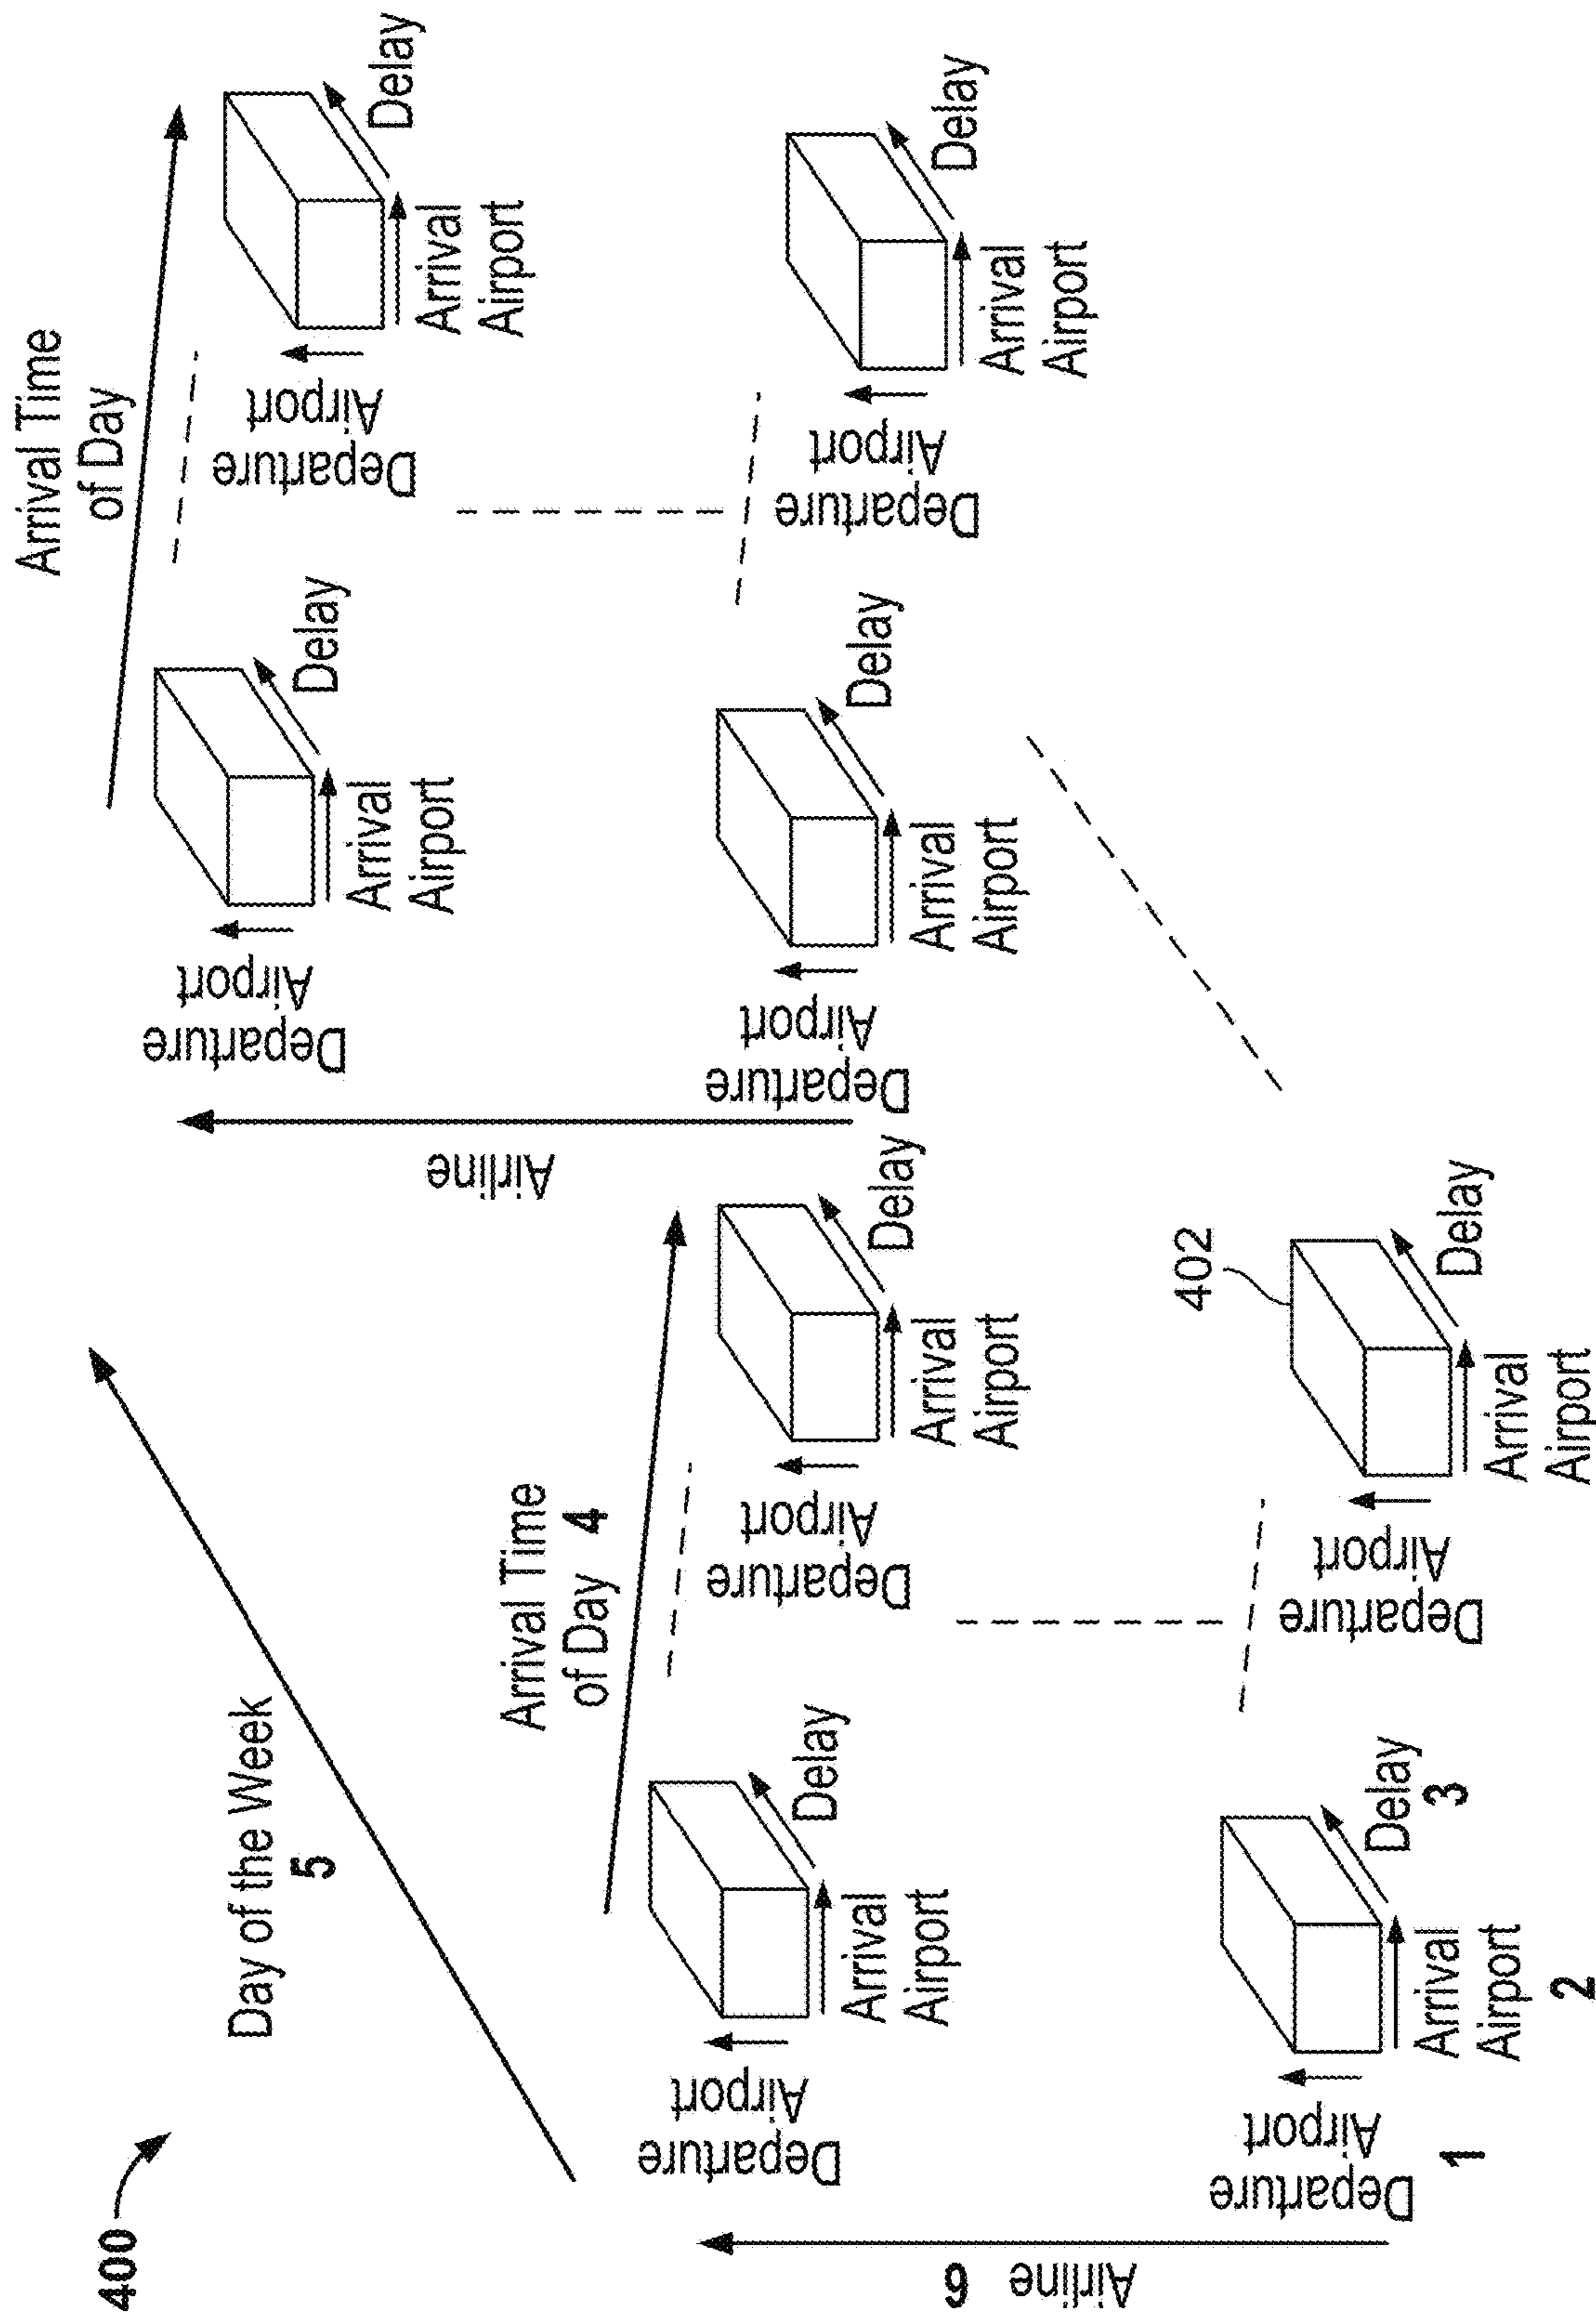 400
Day of the Week
5
Arrival Time
of Day
Departure
Airport
Arrival
Airport
Delay
Departure
Airport
Arrival
Airport
Delay
Airline
Arrival Time
of Day 4
Departure
Airport
Arrival
Airport
Delay
Departure
Airport
Arrival
Airport
Delay
Departure
Airport
Arrival
Airport
Delay
Departure
Airport
Arrival
Airport
Delay
Airline 6
Departure
Airport
1
Arrival
Airport
2
Delay
3
402
Departure
Airport
Arrival
Airport
Delay